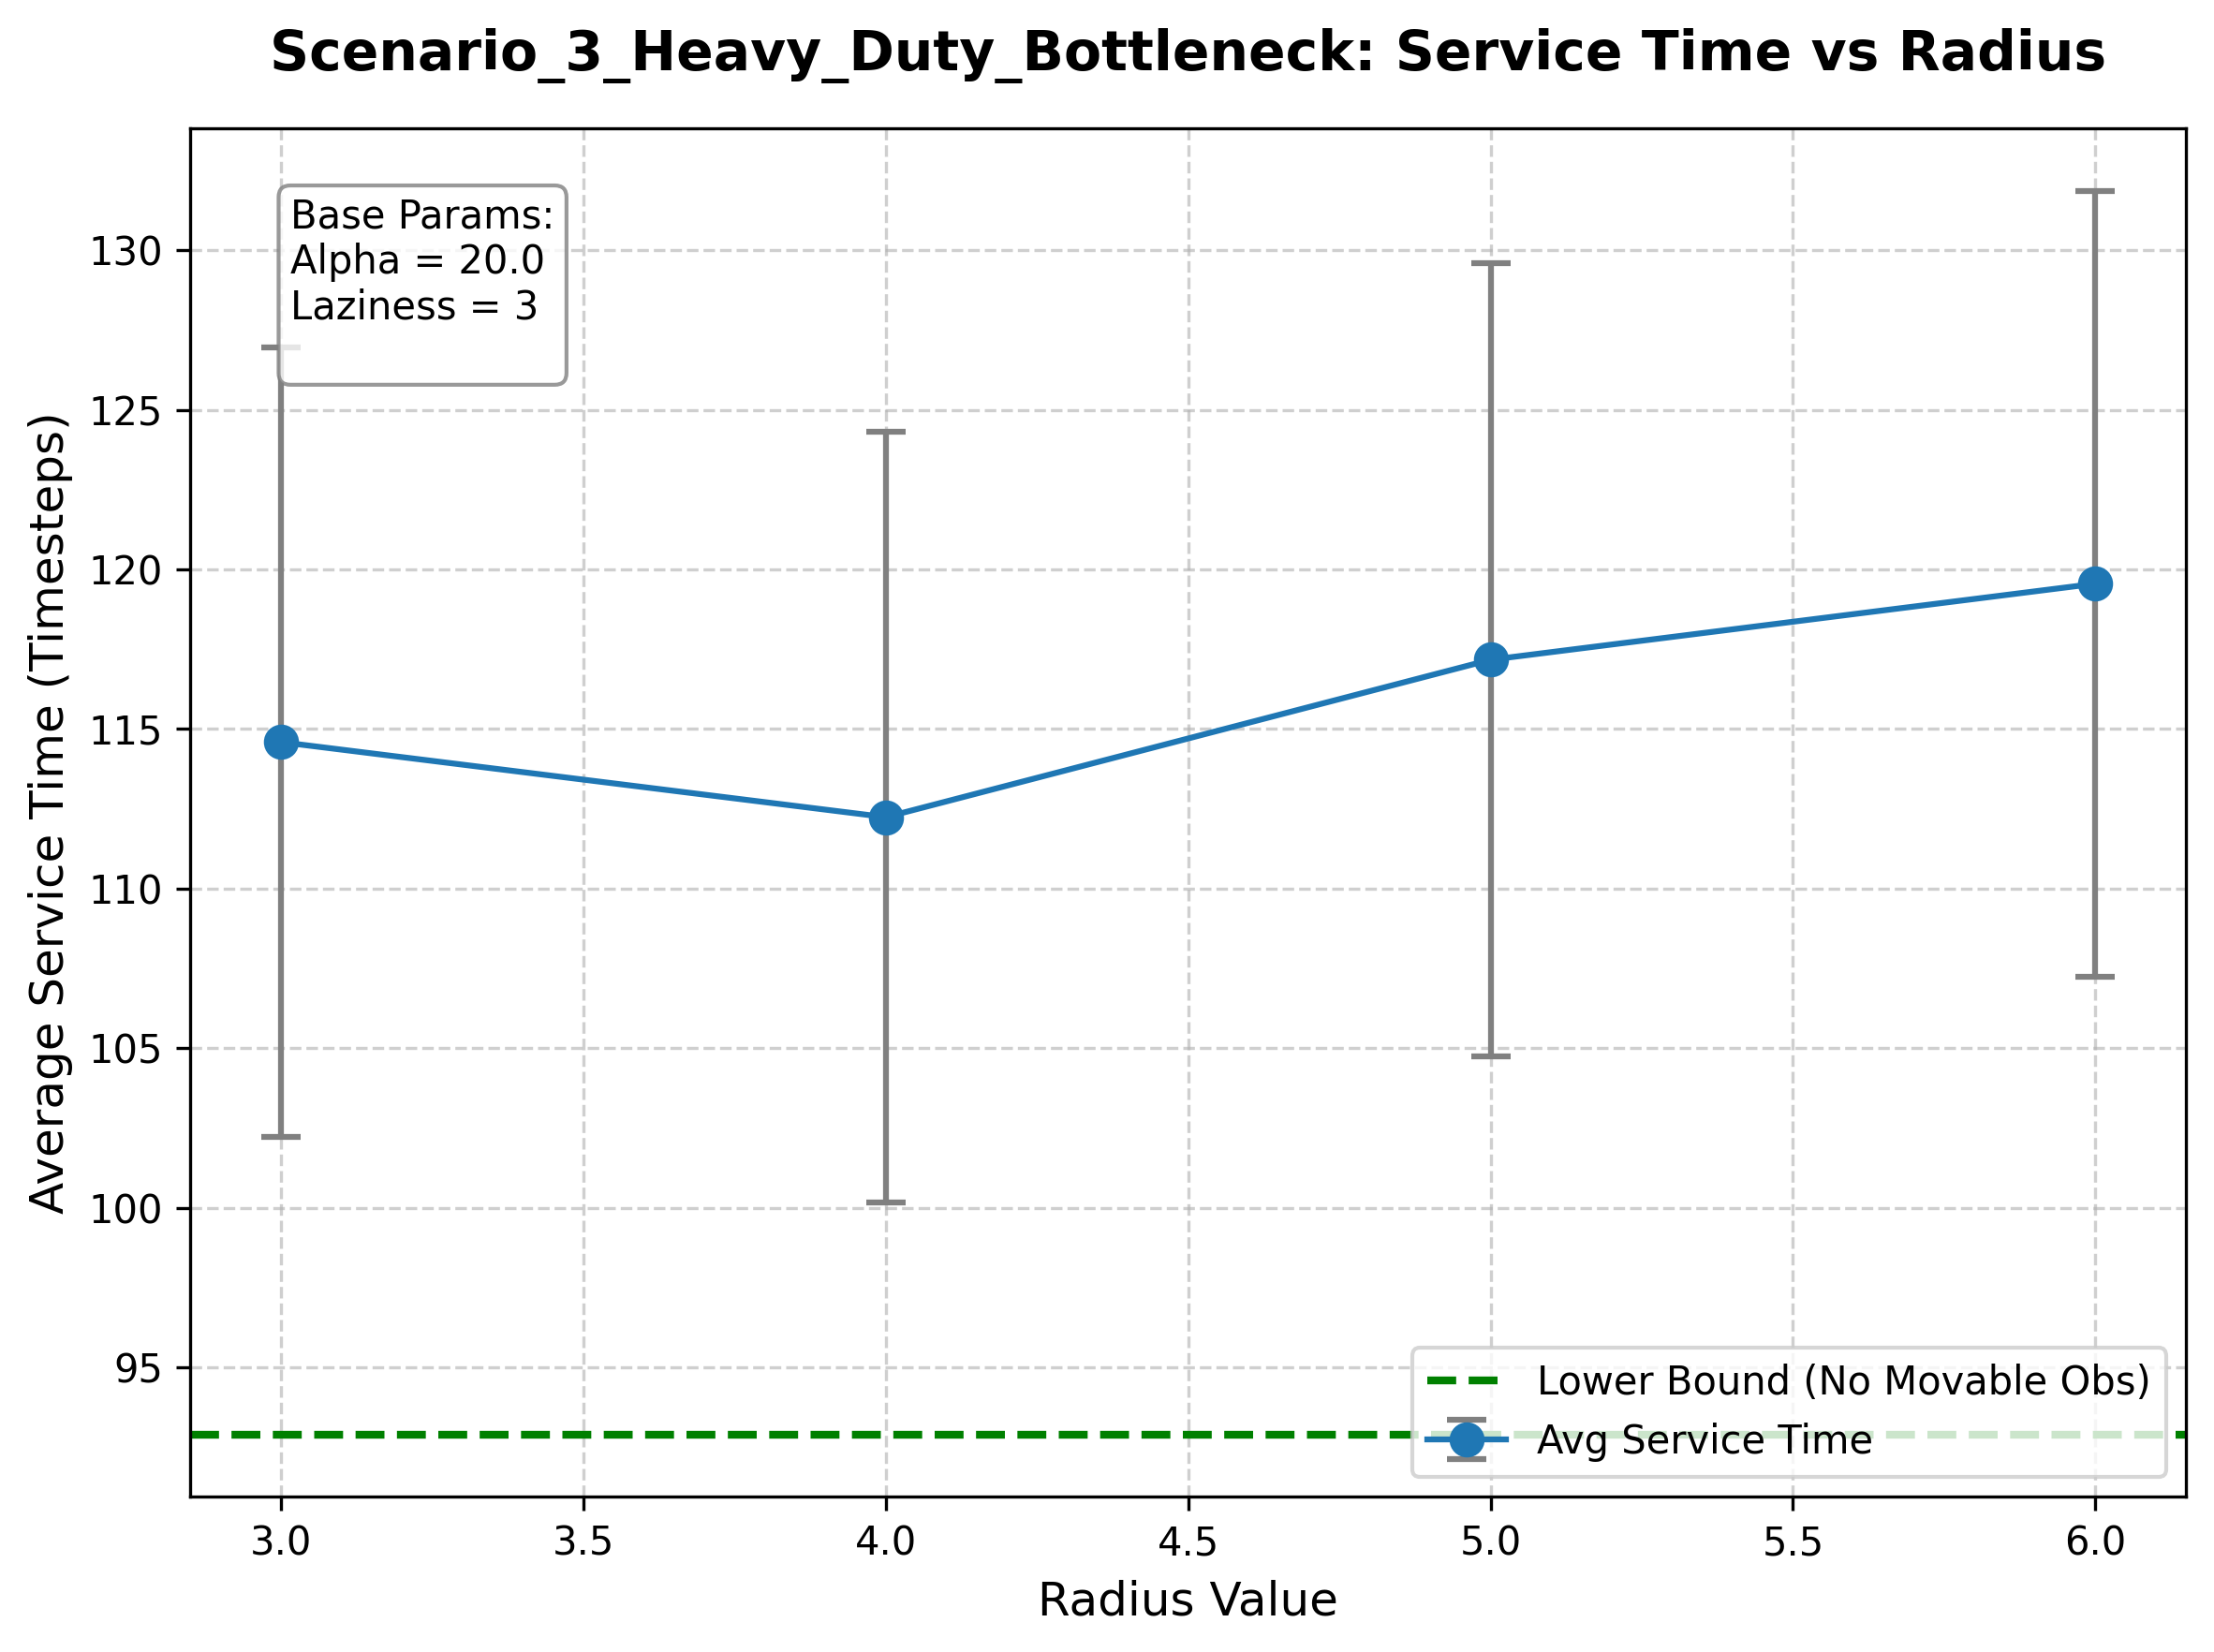 Scenario_3_Heavy_Duty_Bottleneck: Service Time vs Radius
Base Params:
Alpha = 20.0
Laziness = 3
130
125
120
115
110
105
100
95
Average Service Time (Timesteps)
Lower Bound (No Movable Obs)
Avg Service Time
3.0
3.5
4.0
4.5
5.0
5.5
6.0
Radius Value